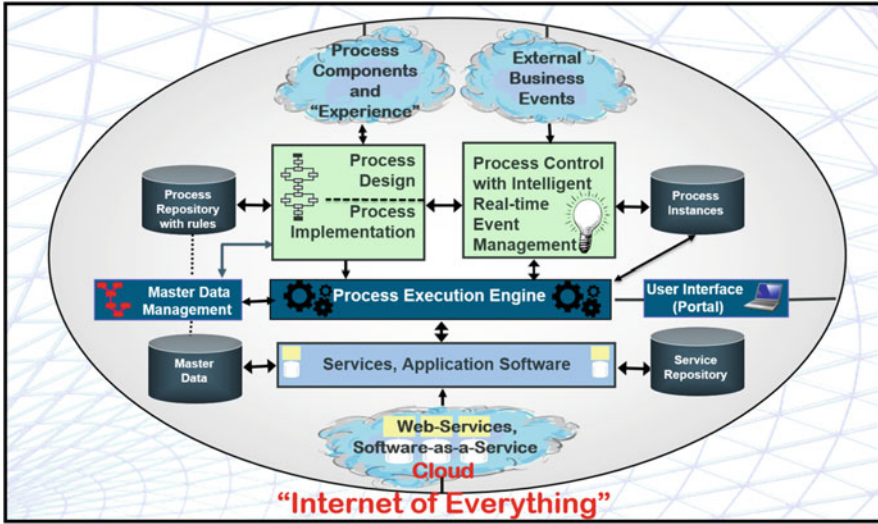 Process
Components
and
“Experience”
External
Business
Events
Process
Design
Process
Implementation
Process Control
with Intelligent
Real-time
Event
Management
Process
Repository
with rules
Process
Instances
Master Data
Management
Process Execution Engine
User Interface
(Portal)
Master
Data
Services, Application Software
Service
Repository
Web-Services,
Software-as-a-Service
Cloud
“Internet of Everything”